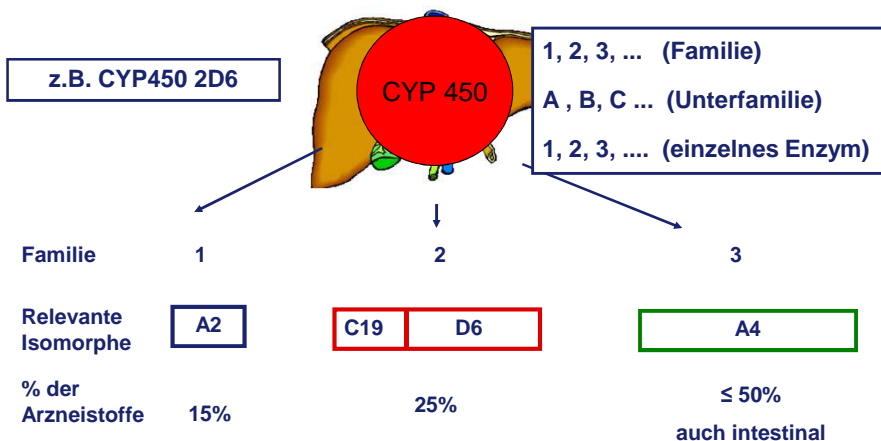 z.B. CYP450 2D6
CYP 450
1, 2, 3, ... (Familie)
A , B, C ... (Unterfamilie)
1, 2, 3, .... (einzelnes Enzym)
Familie 1 2 3
Relevante
Isomorphe A2 C19 D6 A4
% der
Arzneistoffe 15% 25% ≤ 50%
auch intestinal